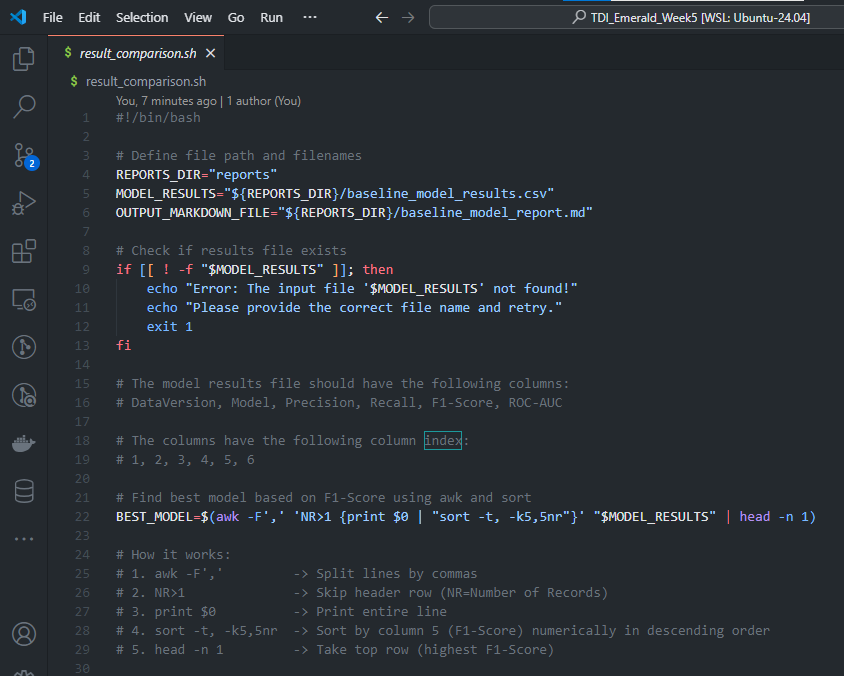 File Edit Selection View Go Run ··· ← → TDI_Emerald_Week5 [WSL: Ubuntu-24.04]
$ result_comparison.sh ×
$ result_comparison.sh
You, 7 minutes ago | 1 author (You)
1 #!/bin/bash
2
3 # Define file path and filenames
4 REPORTS_DIR="reports"
5 MODEL_RESULTS="${REPORTS_DIR}/baseline_model_results.csv"
6 OUTPUT_MARKDOWN_FILE="${REPORTS_DIR}/baseline_model_report.md"
7
8 # Check if results file exists
9 if [[ ! -f "$MODEL_RESULTS" ]]; then
10     echo "Error: The input file '$MODEL_RESULTS' not found!"
11     echo "Please provide the correct file name and retry."
12     exit 1
13 fi
14
15 # The model results file should have the following columns:
16 # DataVersion, Model, Precision, Recall, F1-Score, ROC-AUC
17
18 # The columns have the following column index:
19 # 1, 2, 3, 4, 5, 6
20
21 # Find best model based on F1-Score using awk and sort
22 BEST_MODEL=$(awk -F',' 'NR>1 {print $0 | "sort -t, -k5,5nr"}' "$MODEL_RESULTS" | head -n 1)
23
24 # How it works:
25 # 1. awk -F','         -> Split lines by commas
26 # 2. NR>1              -> Skip header row (NR=Number of Records)
27 # 3. print $0          -> Print entire line
28 # 4. sort -t, -k5,5nr  -> Sort by column 5 (F1-Score) numerically in descending order
29 # 5. head -n 1         -> Take top row (highest F1-Score)
30
2